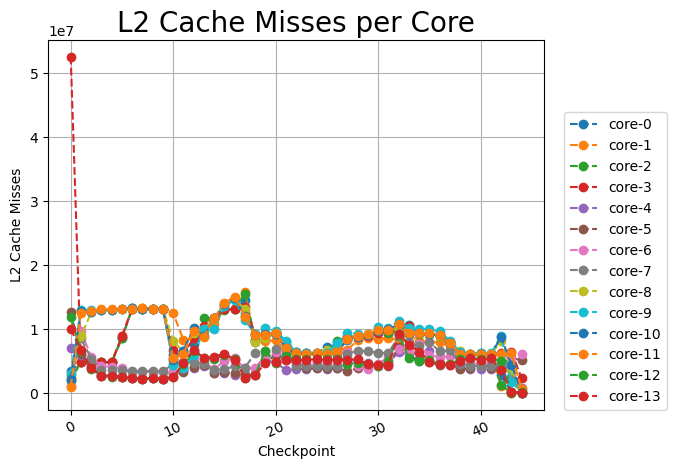 L2 Cache Misses per Core
1e7
5
4
3
2
1
0
L2 Cache Misses
0
10
20
30
40
Checkpoint
core-0
core-1
core-2
core-3
core-4
core-5
core-6
core-7
core-8
core-9
core-10
core-11
core-12
core-13